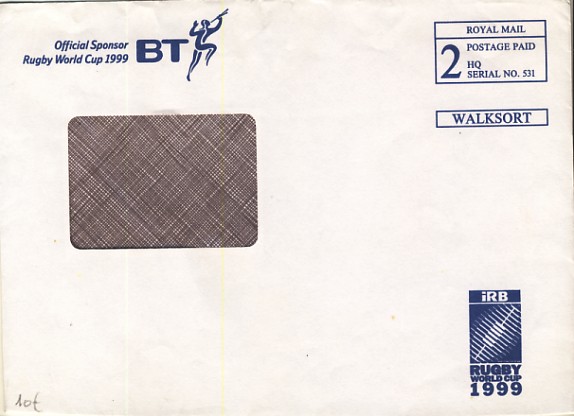 Official Sponsor
Rugby World Cup 1999
BT
ROYAL MAIL
2
POSTAGE PAID
HQ
SERIAL NO. 531
WALKSORT
iRB
RUGBY
WORLD CUP
1999
10€